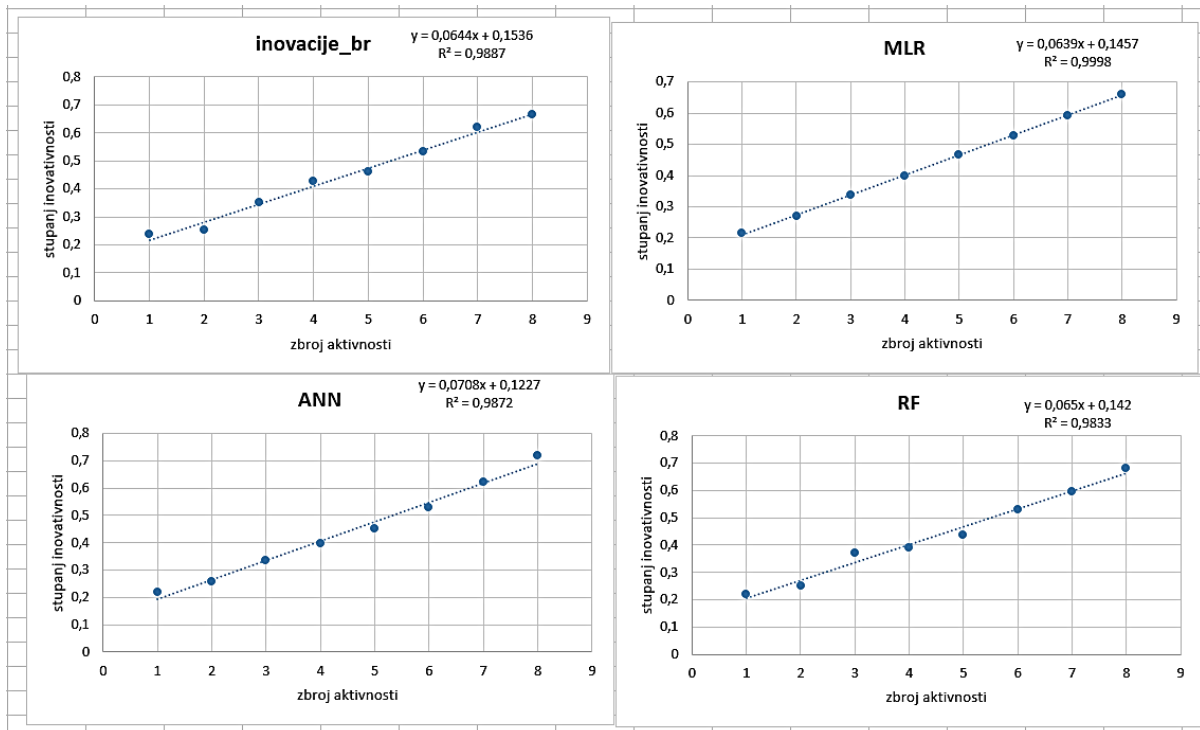 inovacije_br
y = 0,0644x + 0,1536
R² = 0,9887
stupanj inovativnosti
0,8
0,7
0,6
0,5
0,4
0,3
0,2
0,1
0
0 1 2 3 4 5 6 7 8 9
zbroj aktivnosti
MLR
y = 0,0639x + 0,1457
R² = 0,9998
stupanj inovativnosti
0,7
0,6
0,5
0,4
0,3
0,2
0,1
0
0 1 2 3 4 5 6 7 8 9
zbroj aktivnosti
ANN
y = 0,0708x + 0,1227
R² = 0,9872
stupanj inovativnosti
0,8
0,7
0,6
0,5
0,4
0,3
0,2
0,1
0
0 1 2 3 4 5 6 7 8 9
zbroj aktivnosti
RF
y = 0,065x + 0,142
R² = 0,9833
stupanj inovativnosti
0,8
0,7
0,6
0,5
0,4
0,3
0,2
0,1
0
0 1 2 3 4 5 6 7 8 9
zbroj aktivnosti